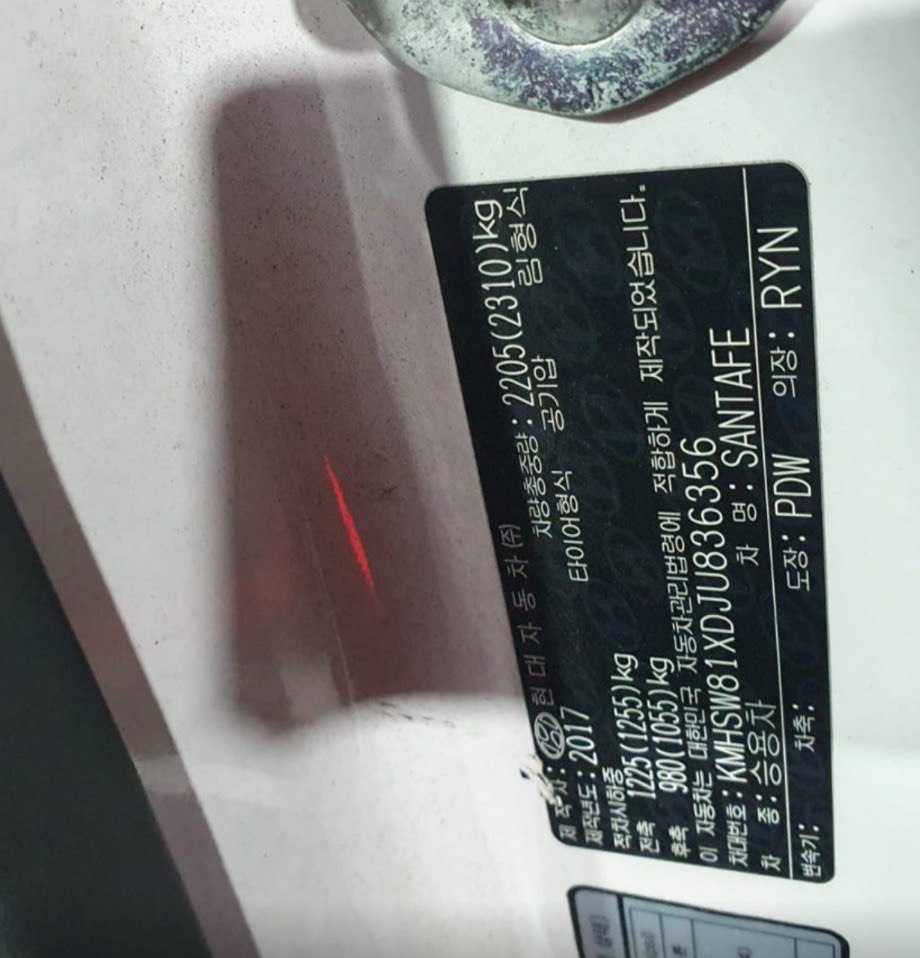 제 작 자: 현 대 자 동 차 (주)
제작년도: 2017 차량총중량: 2205(2310)kg
적차시하중 타이어형식 공기압 림형식
전축 1225(1255)kg
후축 980(1055)kg
이 자동차는 대한민국 자동차관리법령에 적합하게 제작되었습니다.
차대번호: KMHSW81XDJU836356
차 종: 승용차 차 명: SANTAFE
변속기: 차축: 도장: PDW 의장: RYN